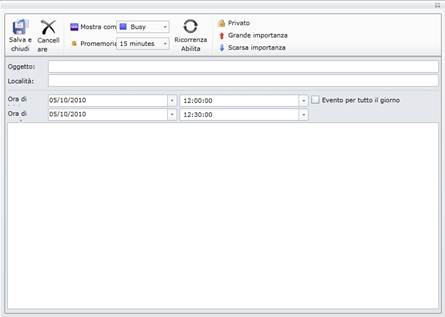 Salva e
chiudi
Cancell
are
Mostra com
Busy
Promemoria
15 minutes
Ricorrenza
Abilita
Privato
Grande importanza
Scarsa importanza
Oggetto:
Località:
Ora di
05/10/2010
12:00:00
Evento per tutto il giorno
Ora di
05/10/2010
12:30:00